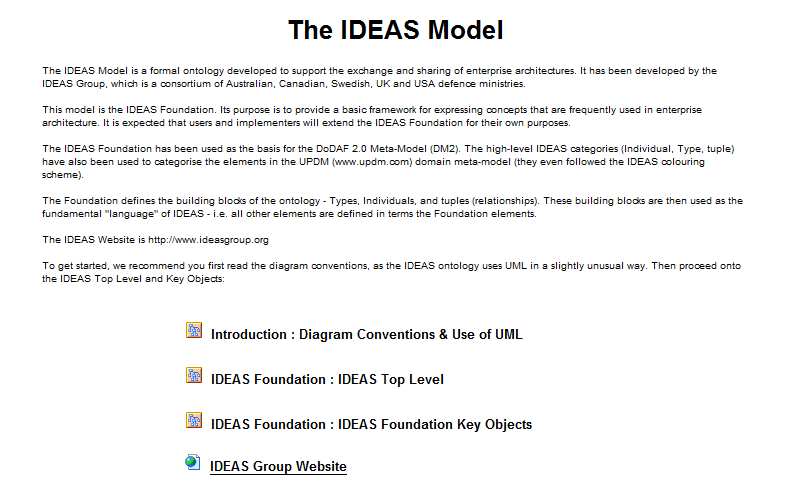 The IDEAS Model
The IDEAS Model is a formal ontology developed to support the exchange and sharing of enterprise architectures. It has been developed by the
IDEAS Group, which is a consortium of Australian, Canadian, Swedish, UK and USA defence ministries.
This model is the IDEAS Foundation. Its purpose is to provide a basic framework for expressing concepts that are frequently used in enterprise
architecture. It is expected that users and implementers will extend the IDEAS Foundation for their own purposes.
The IDEAS Foundation has been used as the basis for the DoDAF 2.0 Meta-Model (DM2). The high-level IDEAS categories (Individual, Type, tuple)
have also been used to categorise the elements in the UPDM (www.updm.com) domain meta-model (they even followed the IDEAS colouring
scheme).
The Foundation defines the building blocks of the ontology - Types, Individuals, and tuples (relationships). These building blocks are then used as the
fundamental "language" of IDEAS - i.e. all other elements are defined in terms the Foundation elements.
The IDEAS Website is http://www.ideasgroup.org
To get started, we recommend you first read the diagram conventions, as the IDEAS ontology uses UML in a slightly unusual way. Then proceed onto
the IDEAS Top Level and Key Objects:
Introduction : Diagram Conventions & Use of UML
IDEAS Foundation : IDEAS Top Level
IDEAS Foundation : IDEAS Foundation Key Objects
IDEAS Group Website